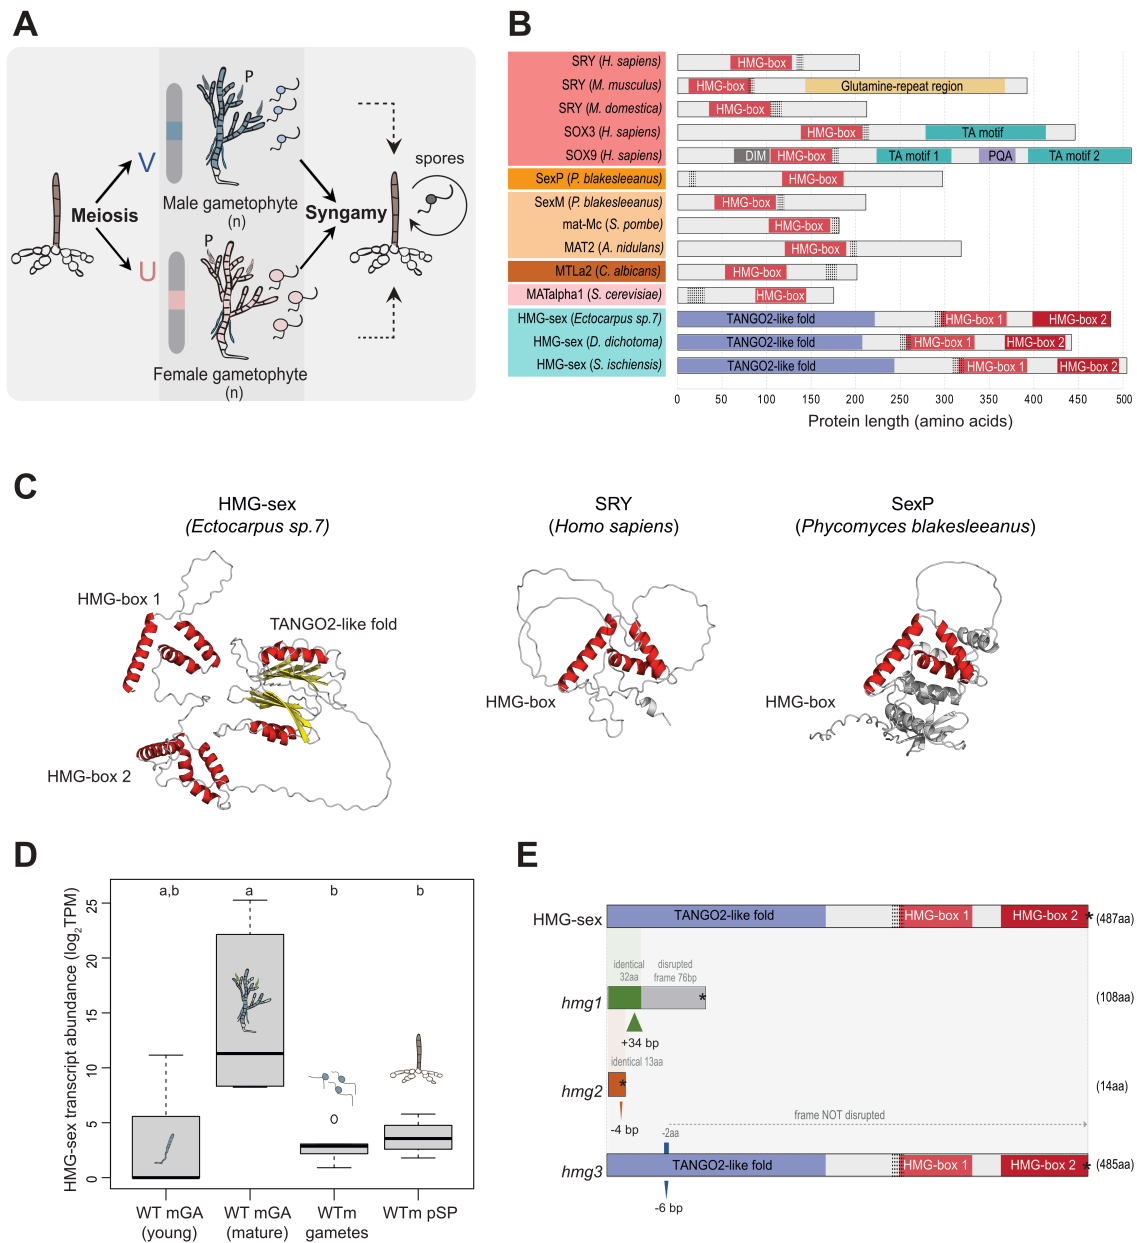 A
P
V
Male gametophyte
(n)
Meiosis
Syngamy
spores
U
P
Female gametophyte
(n)
B
SRY (H. sapiens)
HMG-box
SRY (M. musculus)
HMG-box
Glutamine-repeat region
SRY (M. domestica)
HMG-box
SOX3 (H. sapiens)
HMG-box
TA motif
SOX9 (H. sapiens)
DIM
HMG-box
TA motif 1
PQA
TA motif 2
SexP (P. blakesleeanus)
HMG-box
SexM (P. blakesleeanus)
HMG-box
mat-Mc (S. pombe)
HMG-box
MAT2 (A. nidulans)
HMG-box
MTLa2 (C. albicans)
HMG-box
MATalpha1 (S. cerevisiae)
HMG-box
HMG-sex (Ectocarpus sp.7)
TANGO2-like fold
HMG-box 1
HMG-box 2
HMG-sex (D. dichotoma)
TANGO2-like fold
HMG-box 1
HMG-box 2
HMG-sex (S. ischiensis)
TANGO2-like fold
HMG-box 1
HMG-box 2
0 50 100 150 200 250 300 350 400 450 500
Protein length (amino acids)
C
HMG-sex
(Ectocarpus sp.7)
HMG-box 1
TANGO2-like fold
HMG-box 2
SRY
(Homo sapiens)
HMG-box
SexP
(Phycomyces blakesleeanus)
HMG-box
D
HMG-sex transcript abundance (log2TPM)
25
20
15
10
5
0
a,b
a
b
b
WT mGA
(young)
WT mGA
(mature)
WTm
gametes
WTm pSP
E
HMG-sex
TANGO2-like fold
HMG-box 1
HMG-box 2
*
(487aa)
identical
32aa
disrupted
frame 76bp
hmg1
*
(108aa)
+34 bp
identical 13aa
hmg2
*
(14aa)
-4 bp
frame NOT disrupted
-2aa
hmg3
TANGO2-like fold
HMG-box 1
HMG-box 2
*
(485aa)
-6 bp